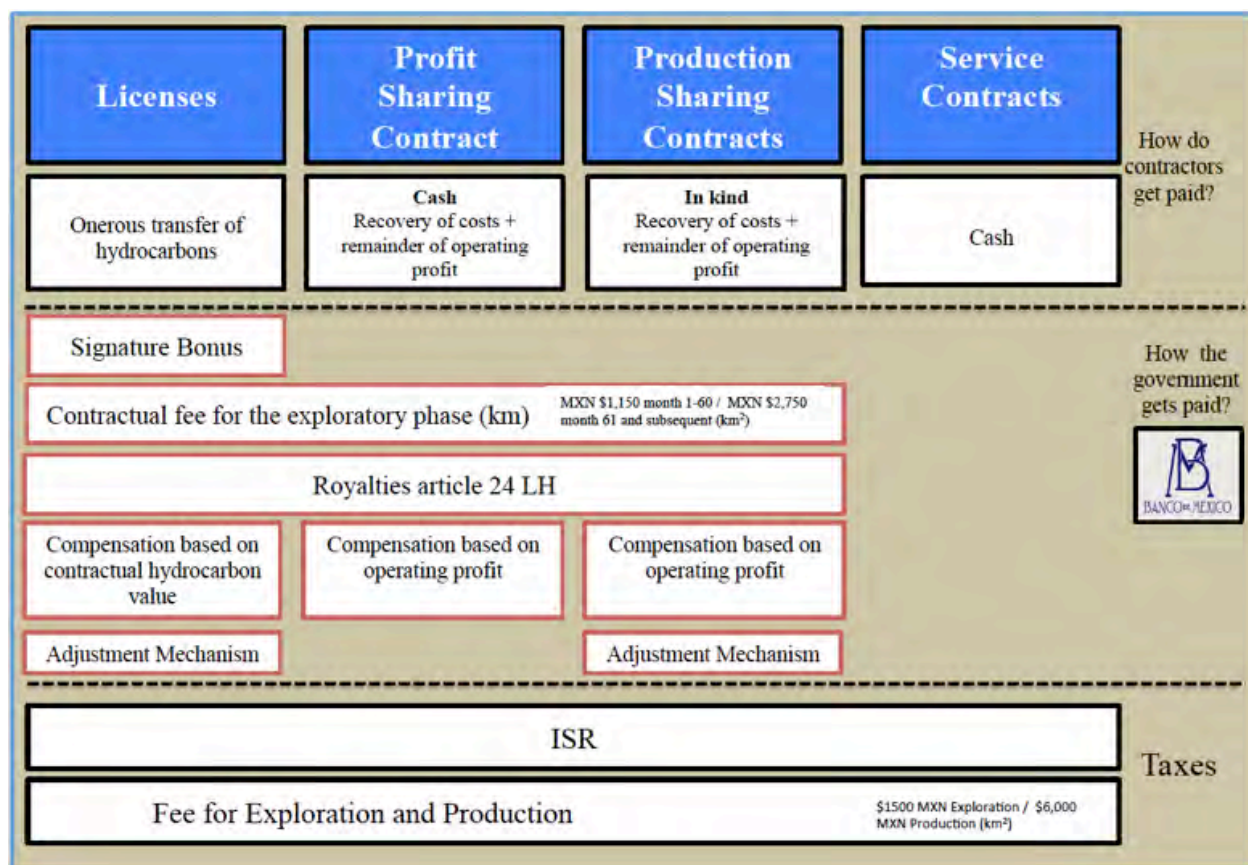 Licenses
Profit
Sharing
Contract
Production
Sharing
Contracts
Service
Contracts
How do
contractors
get paid?
Onerous transfer of
hydrocarbons
Cash
Recovery of costs +
remainder of operating
profit
In kind
Recovery of costs +
remainder of operating
profit
Cash
Signature Bonus
How the
government
gets paid?
Contractual fee for the exploratory phase (km)
MXN $1,150 month 1-60 / MXN $2,750
month 61 and subsequent (km²)
BANCO DE MEXICO
Royalties article 24 LH
Compensation based on
contractual hydrocarbon
value
Compensation based on
operating profit
Compensation based on
operating profit
Adjustment Mechanism
Adjustment Mechanism
ISR
Taxes
Fee for Exploration and Production
$1500 MXN Exploration / $6,000
MXN Production (km²)